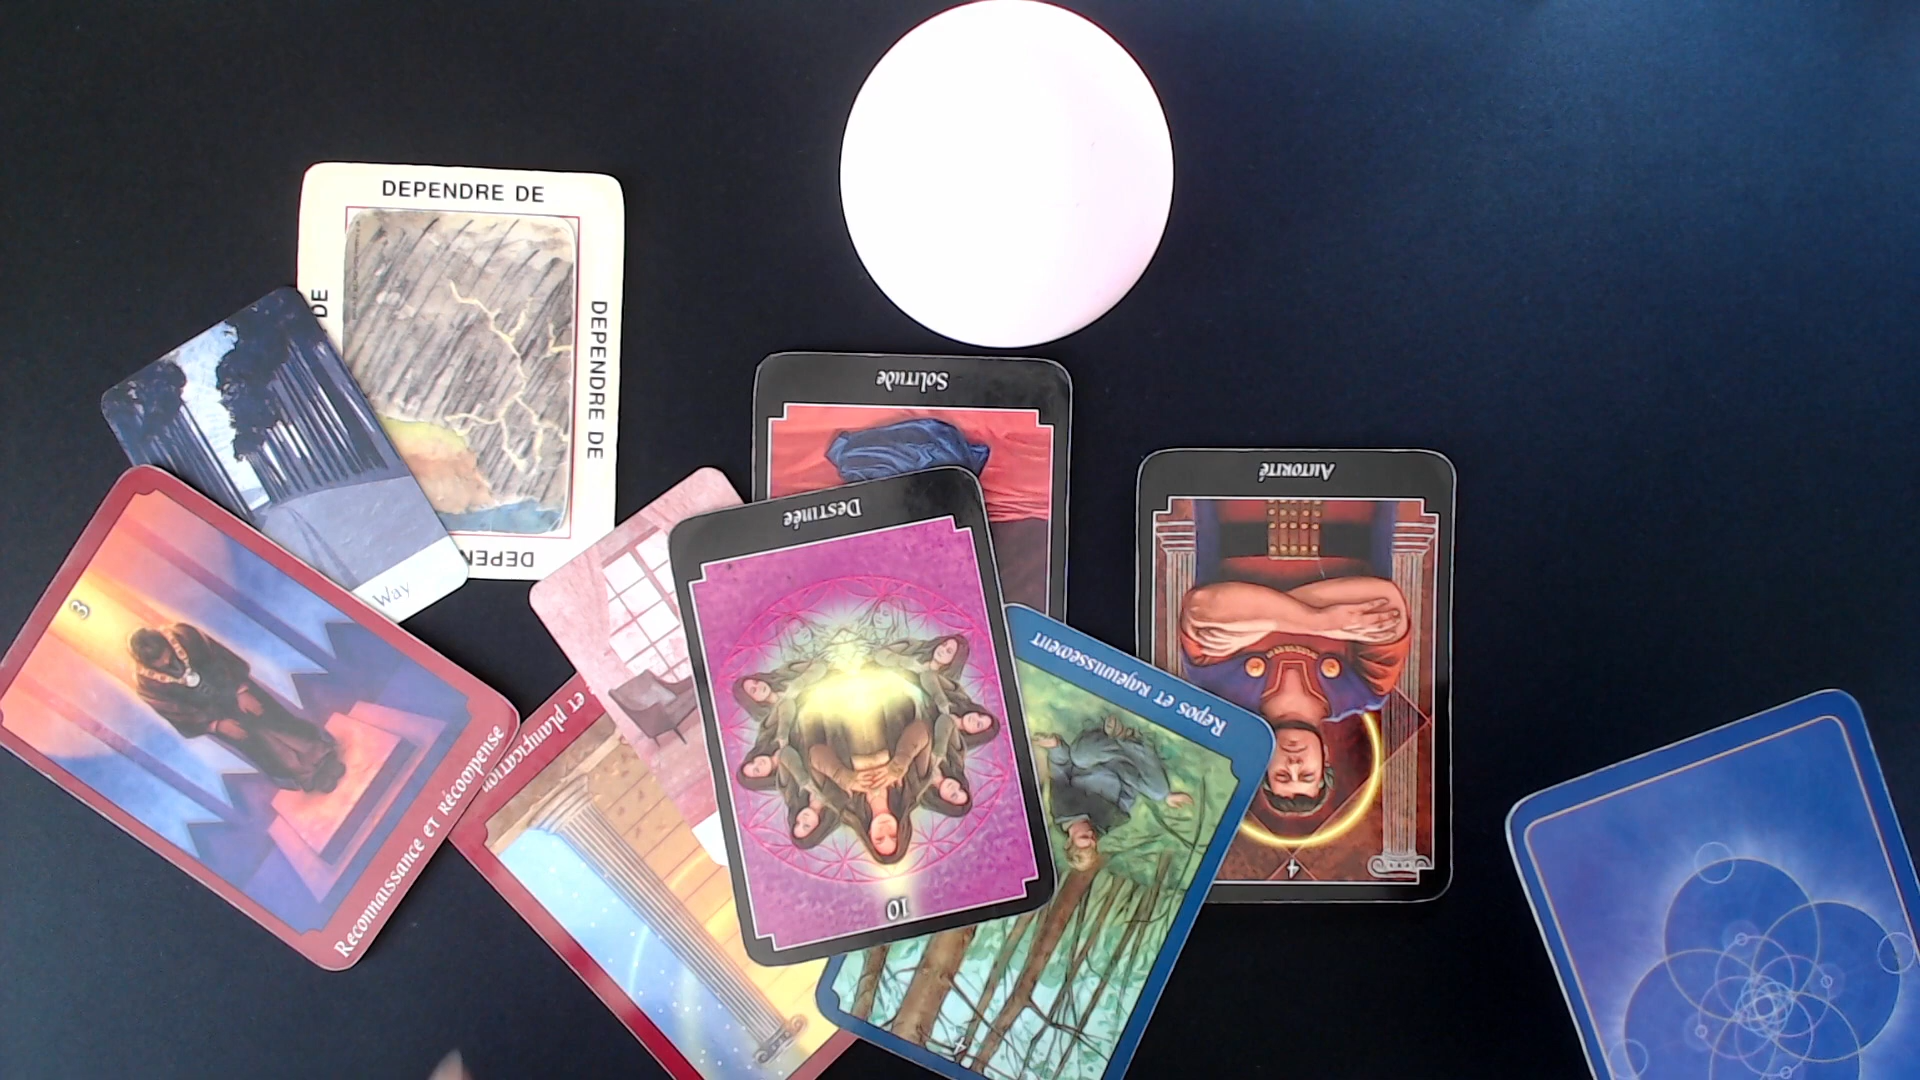 DEPENDRE DE
DE
DEPENDRE DE
DEPEN
Way
3
Reconnaissance et récompense
et planification
Solitude
Destinée
10
Repos et rajeunissement
4
Autorité
4